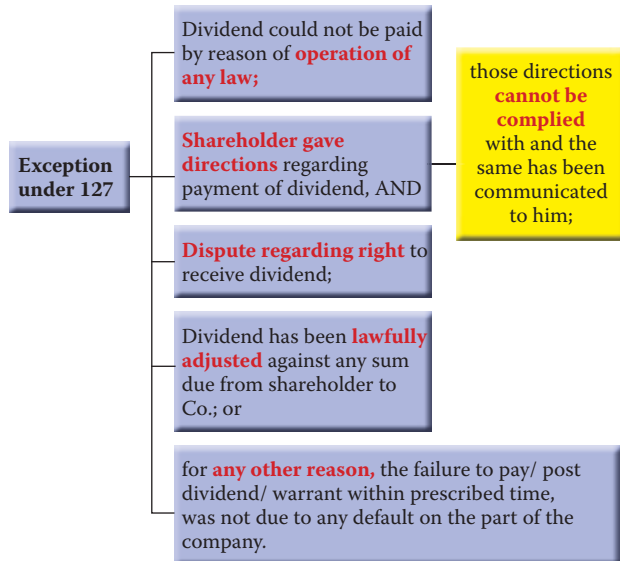 Dividend could not be paid
by reason of operation of
any law;
Exception
under 127
Shareholder gave
directions regarding
payment of dividend, AND
those directions
cannot be
complied
with and the
same has been
communicated
to him;
Dispute regarding right to
receive dividend;
Dividend has been lawfully
adjusted against any sum
due from shareholder to
Co.; or
for any other reason, the failure to pay/ post
dividend/ warrant within prescribed time,
was not due to any default on the part of the
company.